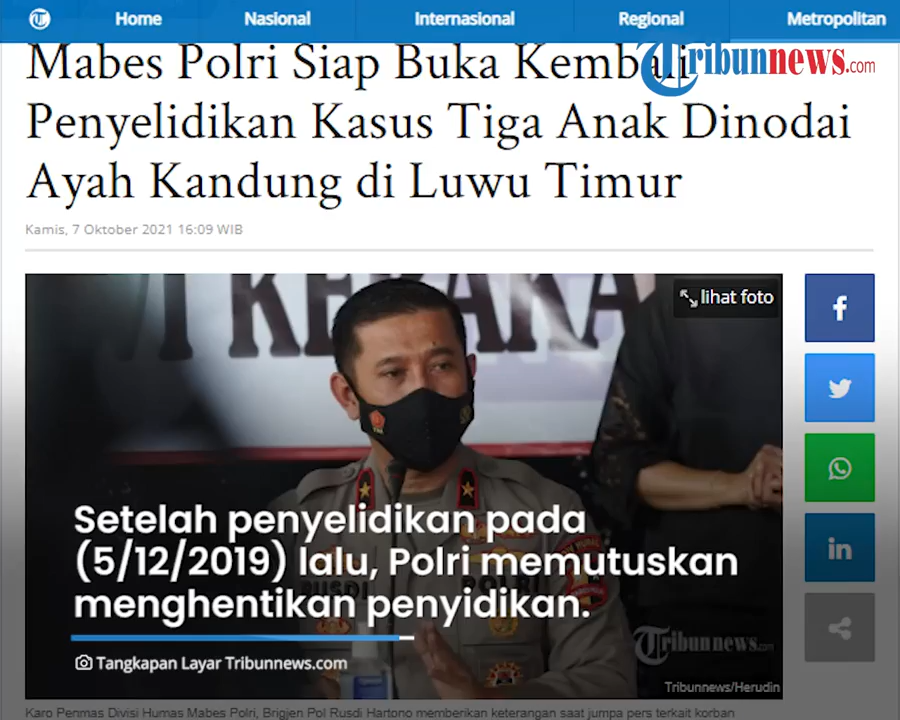 Home Nasional Internasional Regional Metropolitan
Tribunnews.com
Mabes Polri Siap Buka Kembali
Penyelidikan Kasus Tiga Anak Dinodai
Ayah Kandung di Luwu Timur
Kamis, 7 Oktober 2021 16:09 WIB
lihat foto
RUSDI
POLRI
Setelah penyelidikan pada
(5/12/2019) lalu, Polri memutuskan
menghentikan penyidikan.
Tribunnews.com
Tangkapan Layar Tribunnews.com
Tribunnews/Herudin
Karo Penmas Divisi Humas Mabes Polri, Brigjen Pol Rusdi Hartono memberikan keterangan saat jumpa pers terkait korban